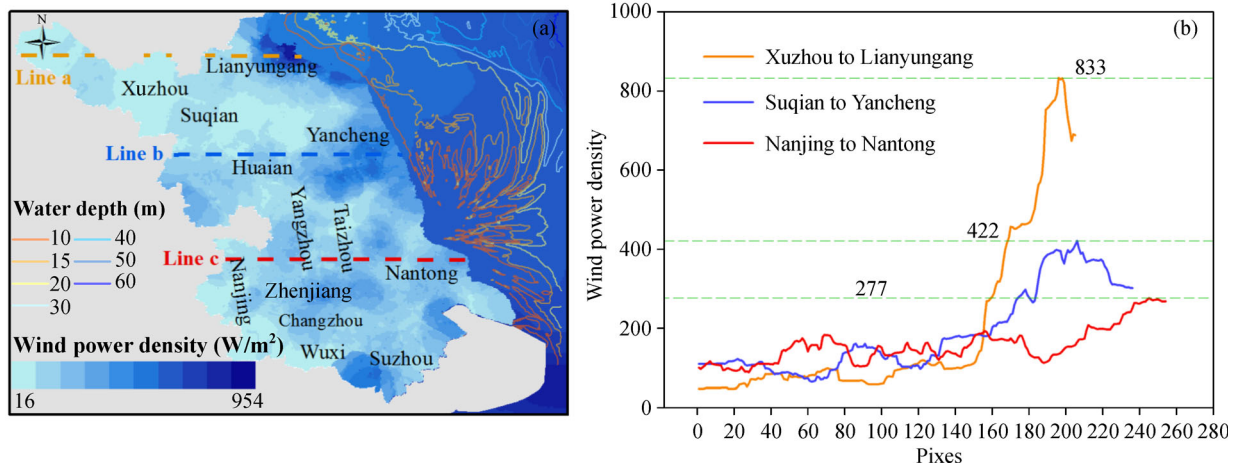 N
(a)
Line a
Lianyungang
Xuzhou
Suqian
Yancheng
Line b
Huaian
Yangzhou
Taizhou
Water depth (m)
10
40
15
50
20
60
30
Line c
Nantong
Nanjing
Zhenjiang
Changzhou
Wuxi
Suzhou
Wind power density (W/m²)
16
954
(b)
Xuzhou to Lianyungang
Suqian to Yancheng
Nanjing to Nantong
833
422
277
Wind power density
1000
800
600
400
200
0
0 20 40 60 80 100 120 140 160 180 200 220 240 260 280
Pixes